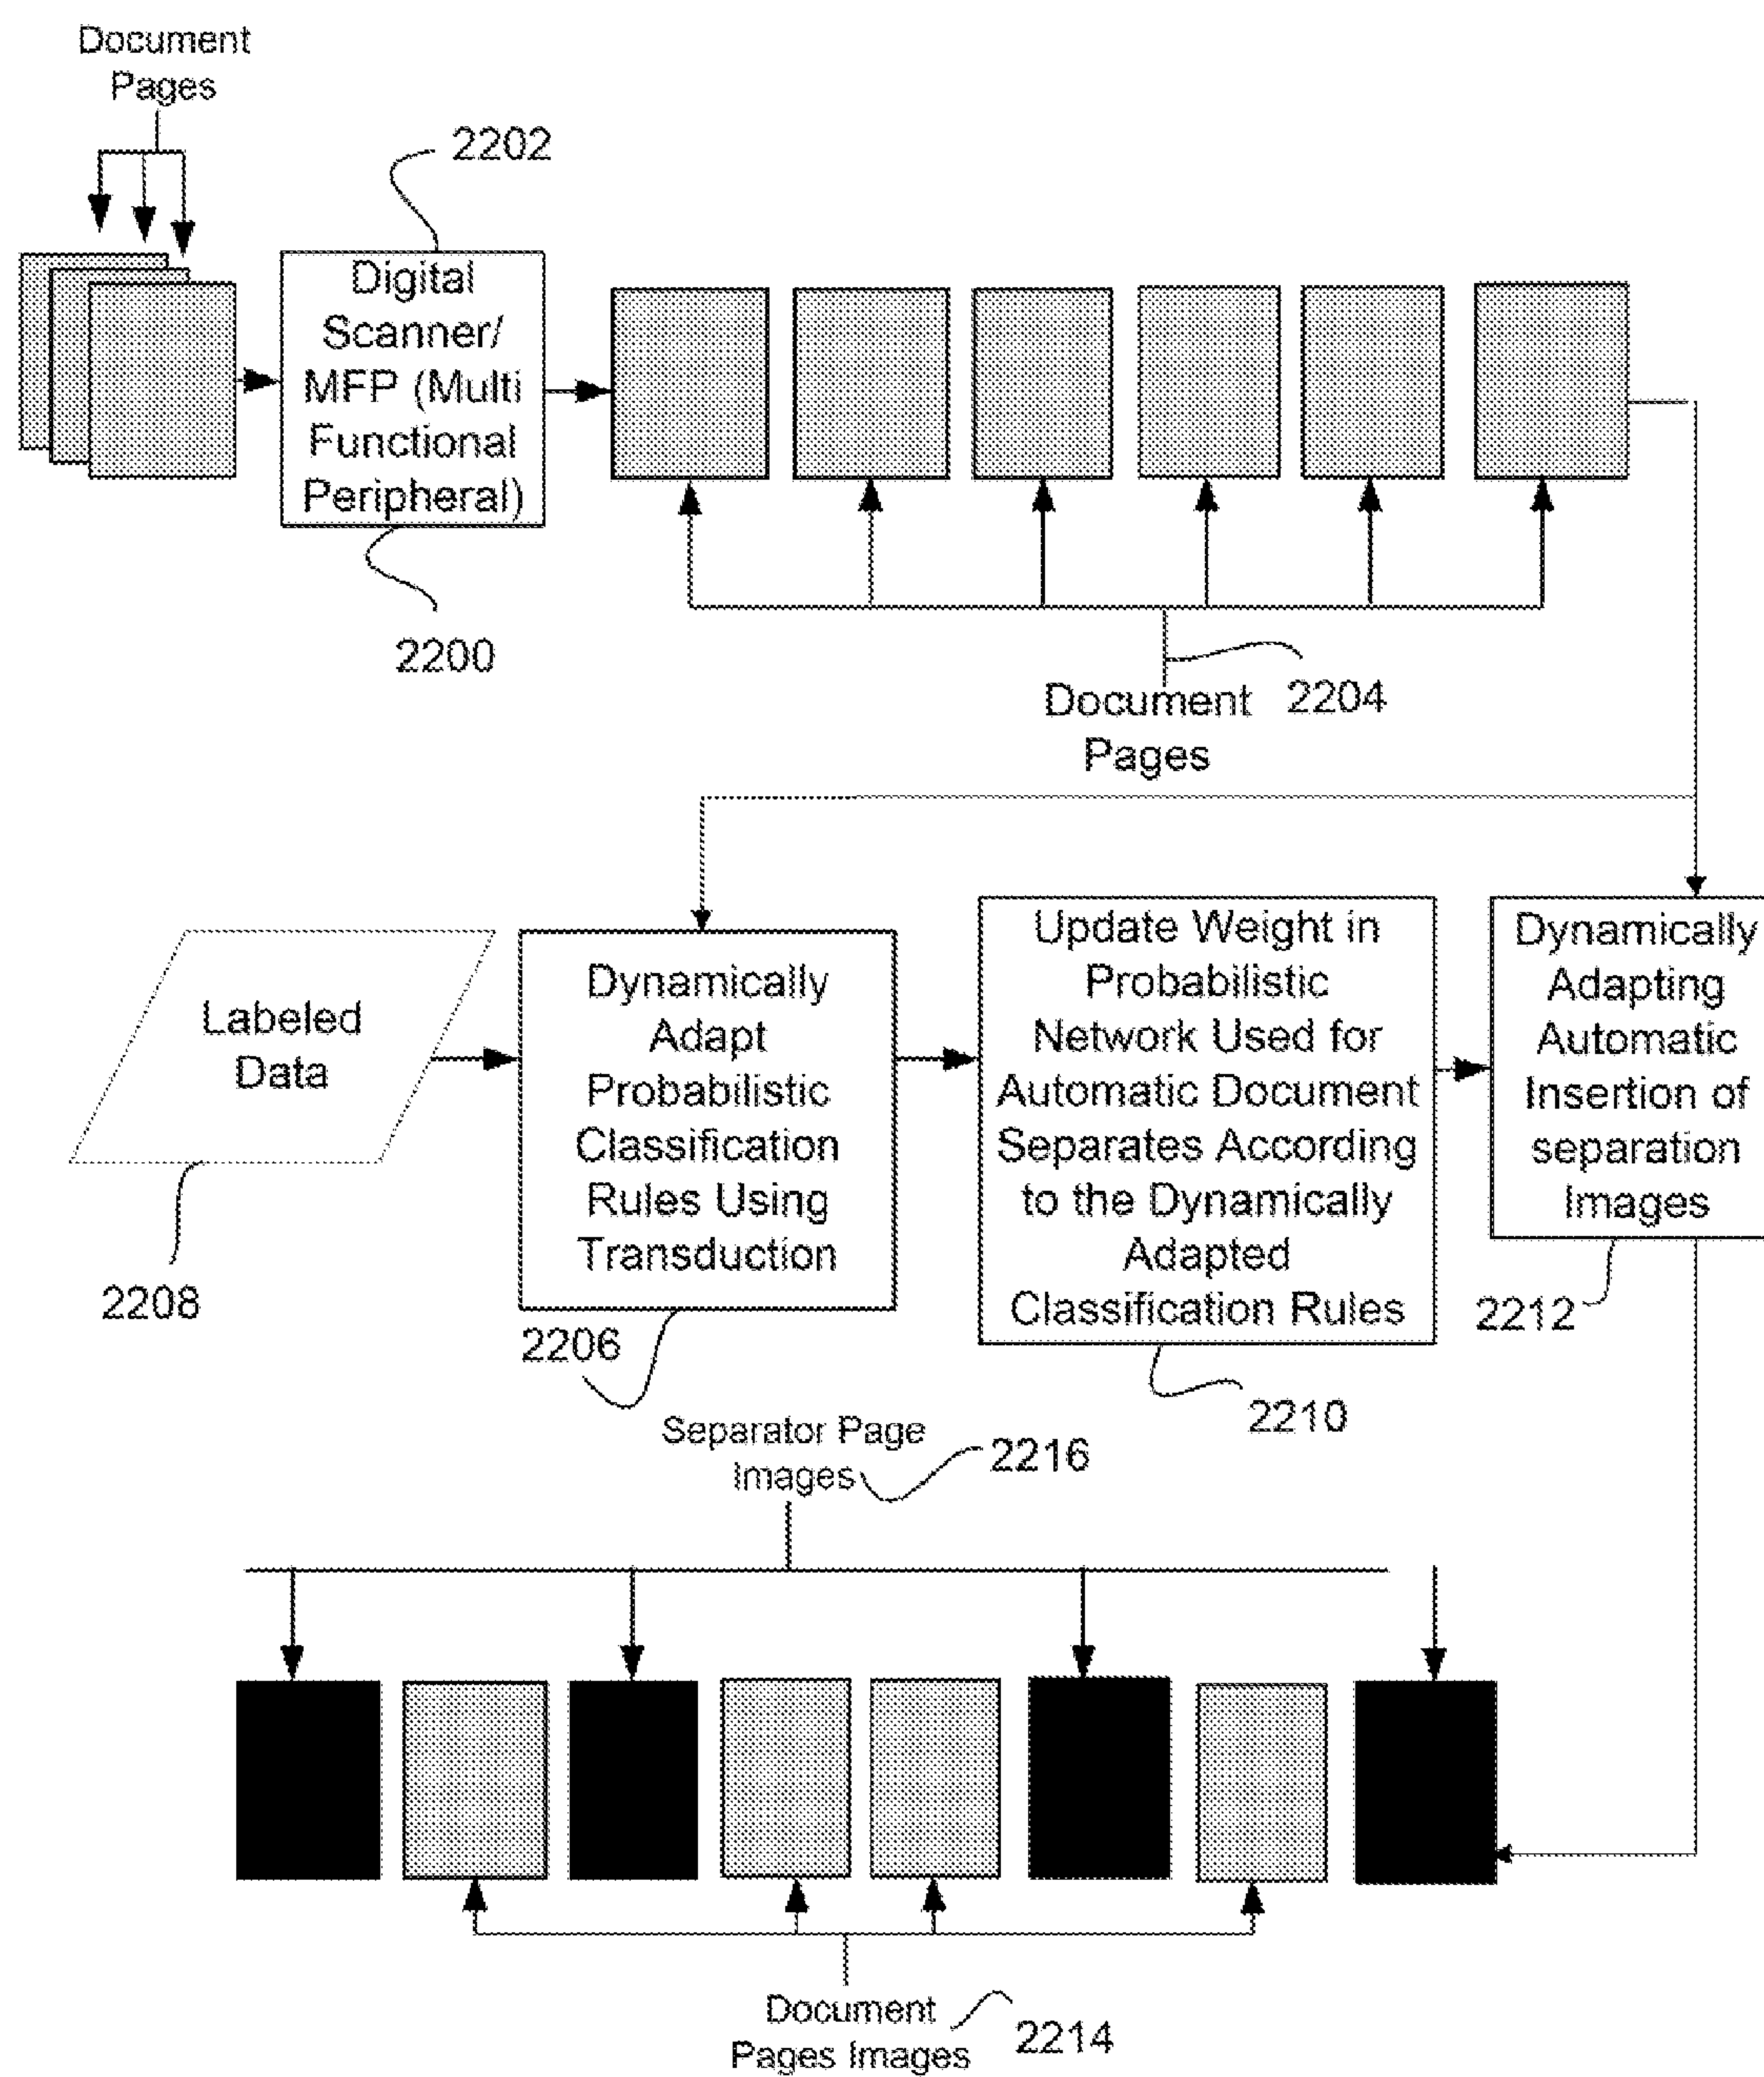 Document
Pages
2202
Digital
Scanner/
MFP (Multi
Functional
Peripheral)
2200
2204
Document
Pages
Labeled
Data
2208
Dynamically
Adapt
Probabilistic
Classification
Rules Using
Transduction
2206
Update Weight in
Probabilistic
Network Used for
Automatic Document
Separates According
to the Dynamically
Adapted
Classification Rules
2210
Dynamically
Adapting
Automatic
Insertion of
separation
Images
2212
Separator Page
Images
2216
Document
Pages Images
2214